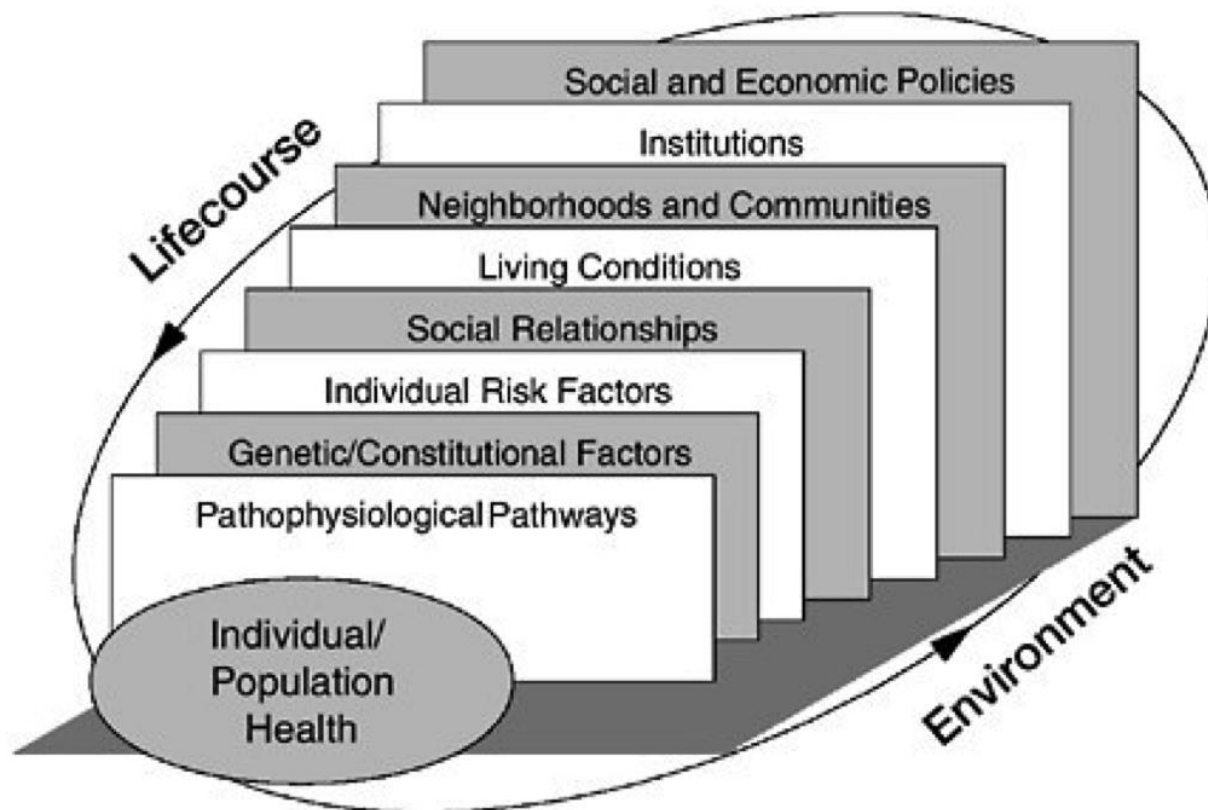 Social and Economic Policies
Institutions
Neighborhoods and Communities
Living Conditions
Social Relationships
Individual Risk Factors
Genetic/Constitutional Factors
Pathophysiological Pathways
Individual/
Population
Health
Lifecourse
Environment